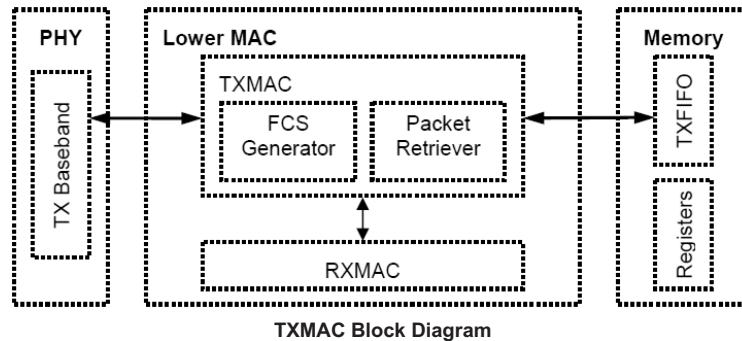 PHY
Lower MAC
Memory
TX Baseband
TXMAC
FCS
Generator
Packet
Retriever
RXMAC
TXFIFO
Registers
TXMAC Block Diagram